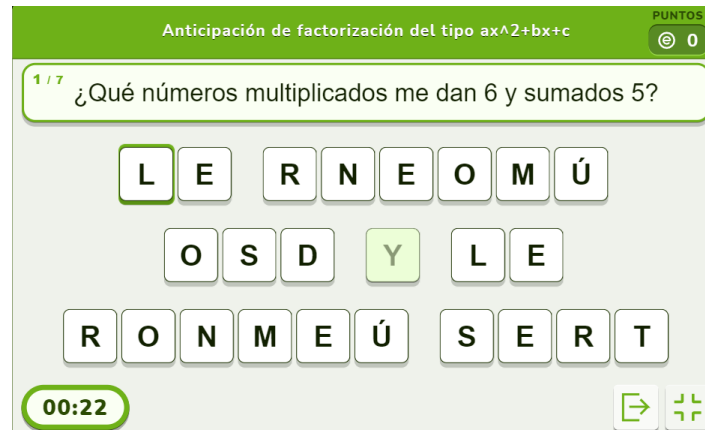 Anticipación de factorización del tipo ax^2+bx+c
PUNTOS
e 0
1 / 7
¿Qué números multiplicados me dan 6 y sumados 5?
L E R N E O M Ú
O S D Y L E
R O N M E Ú S E R T
00:22